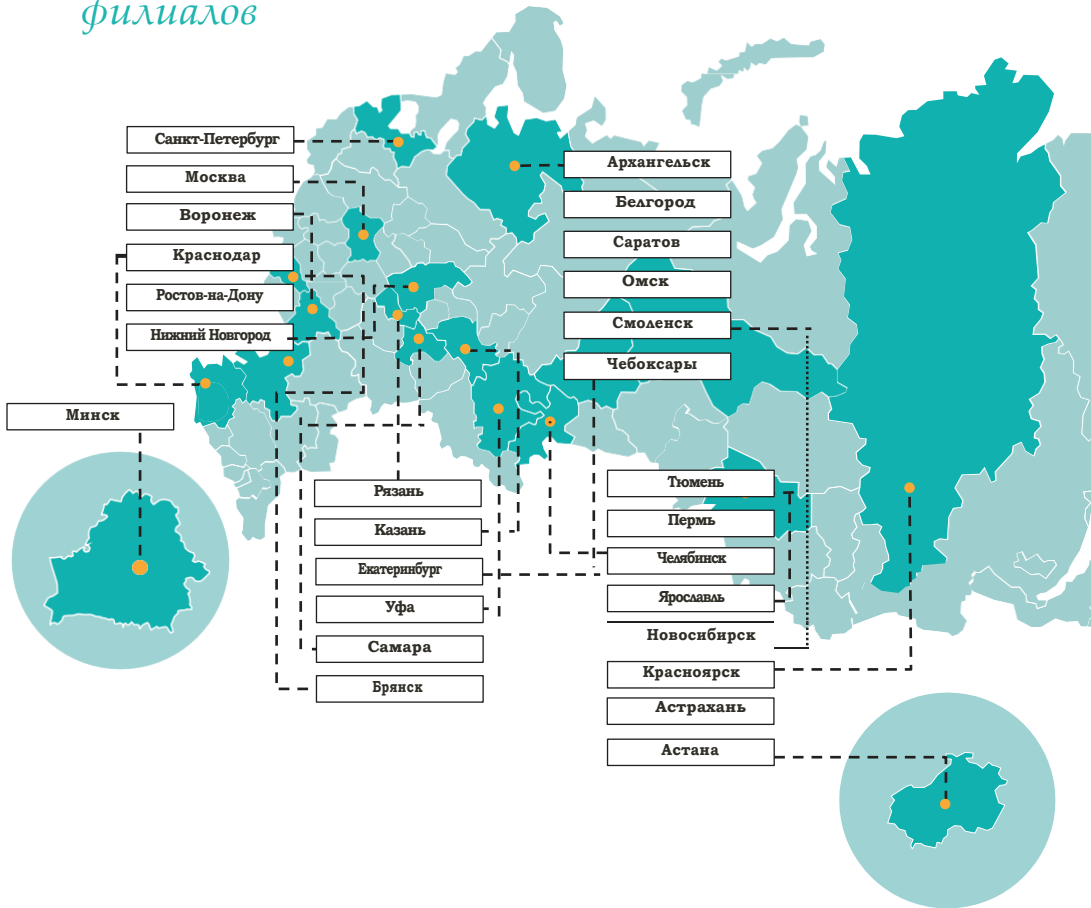 филиалов
Санкт-Петербург
Москва
Воронеж
Краснодар
Ростов-на-Дону
Нижний Новгород
Минск
Архангельск
Белгород
Саратов
Омск
Смоленск
Чебоксары
Рязань
Казань
Екатеринбург
Уфа
Самара
Брянск
Тюмень
Пермь
Челябинск
Ярославль
Новосибирск
Красноярск
Астрахань
Астана